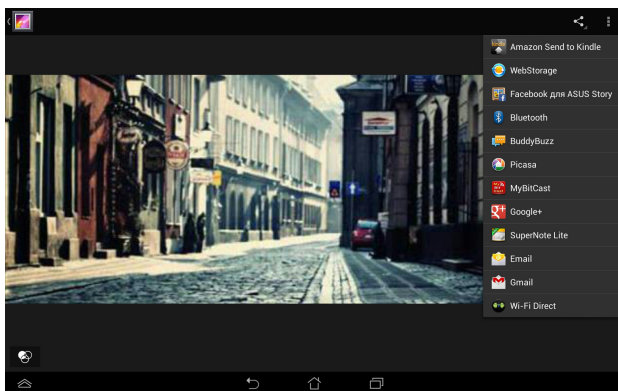 Amazon Send to Kindle
WebStorage
Facebook для ASUS Story
Bluetooth
BuddyBuzz
Picasa
MyBitCast
Google+
SuperNote Lite
Email
Gmail
Wi-Fi Direct